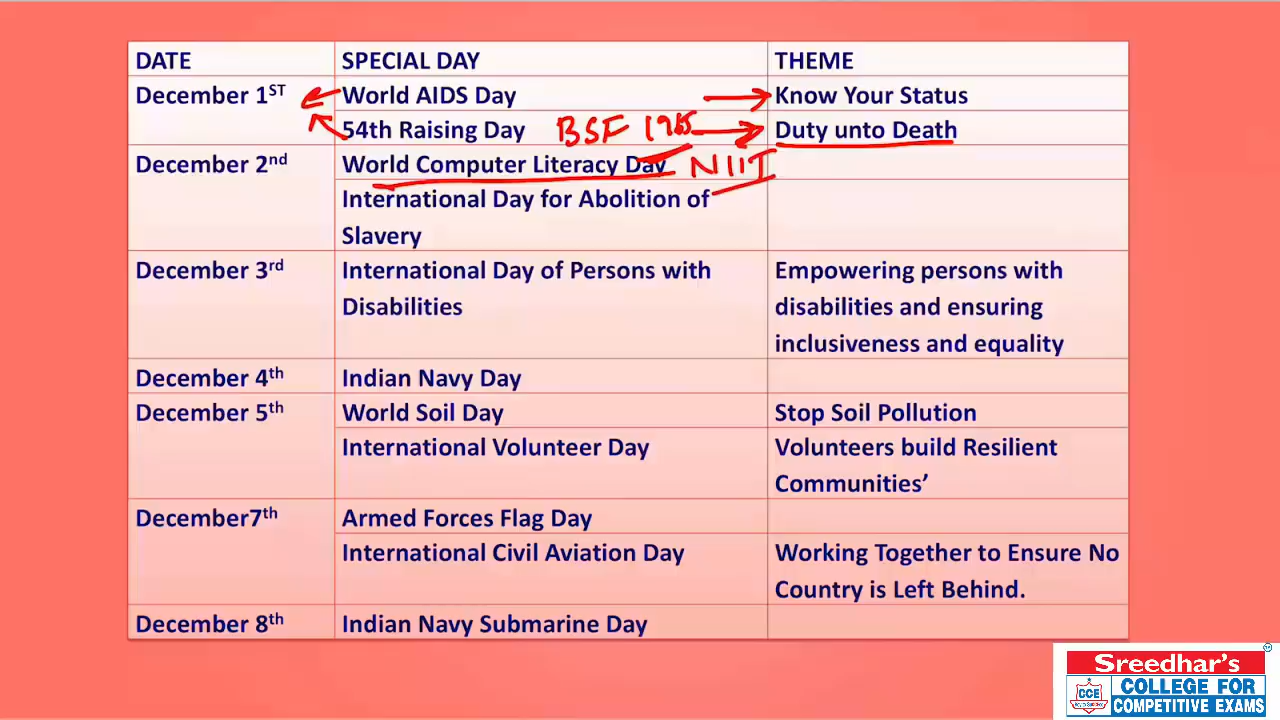 DATE SPECIAL DAY THEME
December 1ST World AIDS Day Know Your Status
54th Raising Day BSF 1965 Duty unto Death
December 2nd World Computer Literacy Day NIIT
International Day for Abolition of
Slavery
December 3rd International Day of Persons with Empowering persons with
Disabilities disabilities and ensuring
inclusiveness and equality
December 4th Indian Navy Day
December 5th World Soil Day Stop Soil Pollution
International Volunteer Day Volunteers build Resilient
Communities’
December7th Armed Forces Flag Day
International Civil Aviation Day Working Together to Ensure No
Country is Left Behind.
December 8th Indian Navy Submarine Day
Sreedhar's
CCE COLLEGE FOR
COMPETITIVE EXAMS